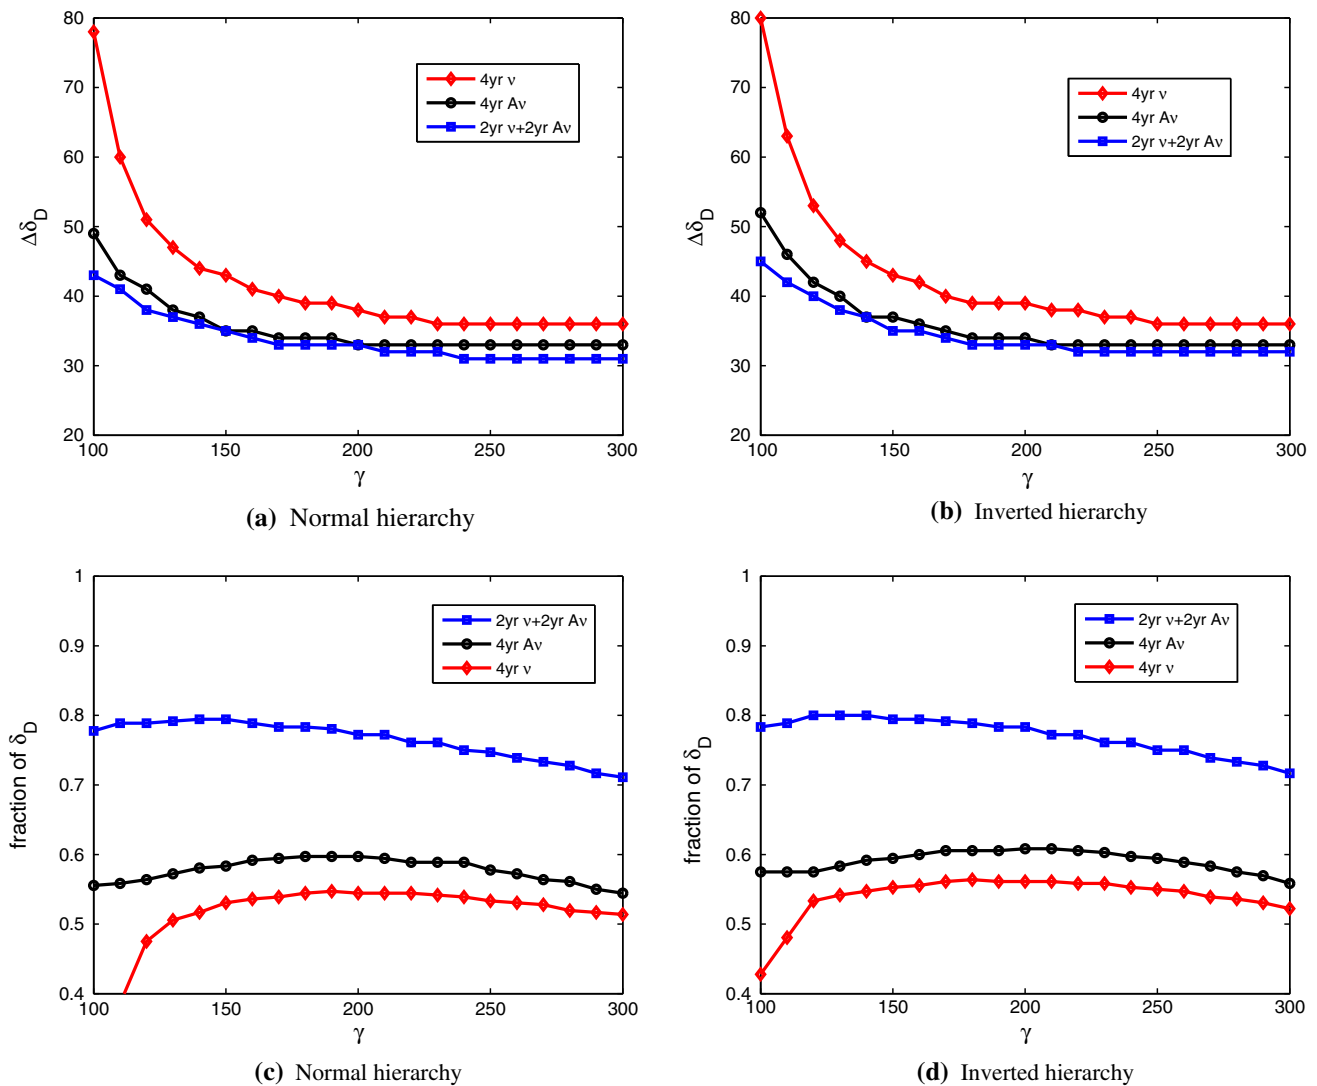 80
70
60
50
40
30
20
100
150
200
250
300
ΔδD
γ
4yr ν
4yr Aν
2yr ν+2yr Aν
(a) Normal hierarchy
80
70
60
50
40
30
20
100
150
200
250
300
ΔδD
γ
4yr ν
4yr Aν
2yr ν+2yr Aν
(b) Inverted hierarchy
1
0.9
0.8
0.7
0.6
0.5
0.4
100
150
200
250
300
fraction of δD
γ
2yr ν+2yr Aν
4yr Aν
4yr ν
(c) Normal hierarchy
1
0.9
0.8
0.7
0.6
0.5
0.4
100
150
200
250
300
fraction of δD
γ
2yr ν+2yr Aν
4yr Aν
4yr ν
(d) Inverted hierarchy